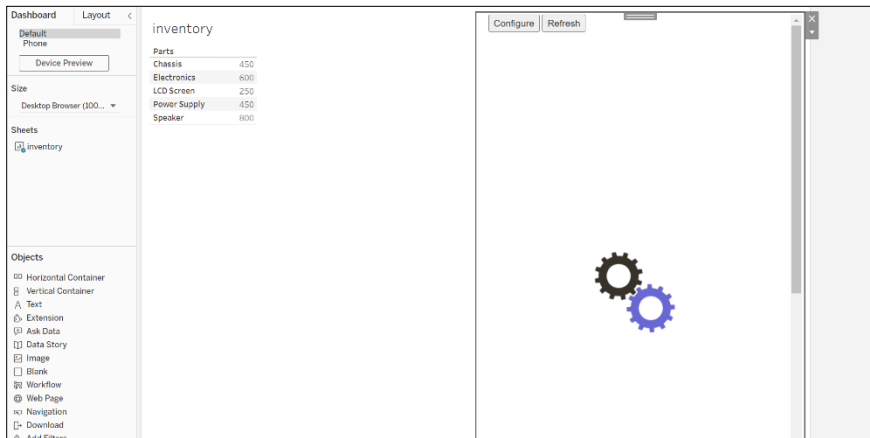 Dashboard Layout <
Default
Phone
Device Preview
Size
Desktop Browser (100...
Sheets
inventory
Objects
Horizontal Container
Vertical Container
A Text
Extension
Ask Data
Data Story
Image
Blank
Workflow
Web Page
Navigation
Download
Add Filters
inventory
Parts
Chassis 450
Electronics 600
LCD Screen 250
Power Supply 450
Speaker 800
Configure Refresh